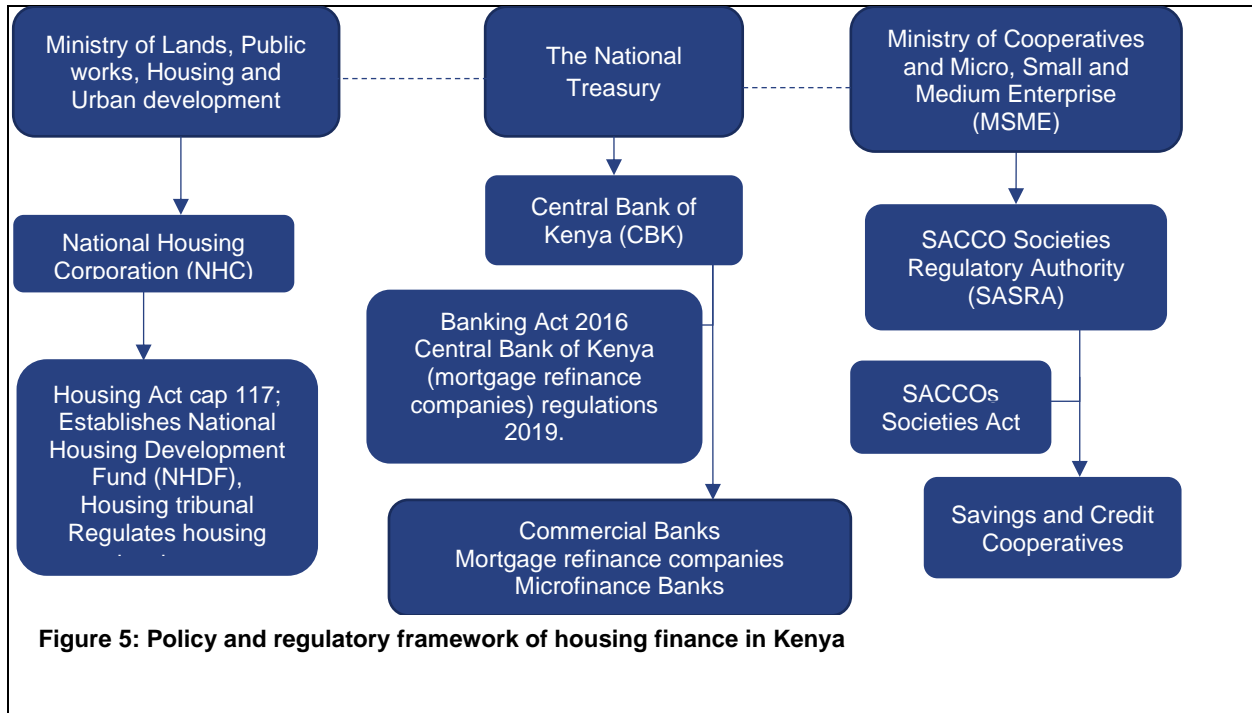 Ministry of Lands, Public
works, Housing and
Urban development
The National
Treasury
Ministry of Cooperatives
and Micro, Small and
Medium Enterprise
(MSME)
National Housing
Corporation (NHC)
Central Bank of
Kenya (CBK)
SACCO Societies
Regulatory Authority
(SASRA)
Housing Act cap 117;
Establishes National
Housing Development
Fund (NHDF),
Housing tribunal
Regulates housing
Banking Act 2016
Central Bank of Kenya
(mortgage refinance
companies) regulations
2019.
SACCOs
Societies Act
Commercial Banks
Mortgage refinance companies
Microfinance Banks
Savings and Credit
Cooperatives
Figure 5: Policy and regulatory framework of housing finance in Kenya